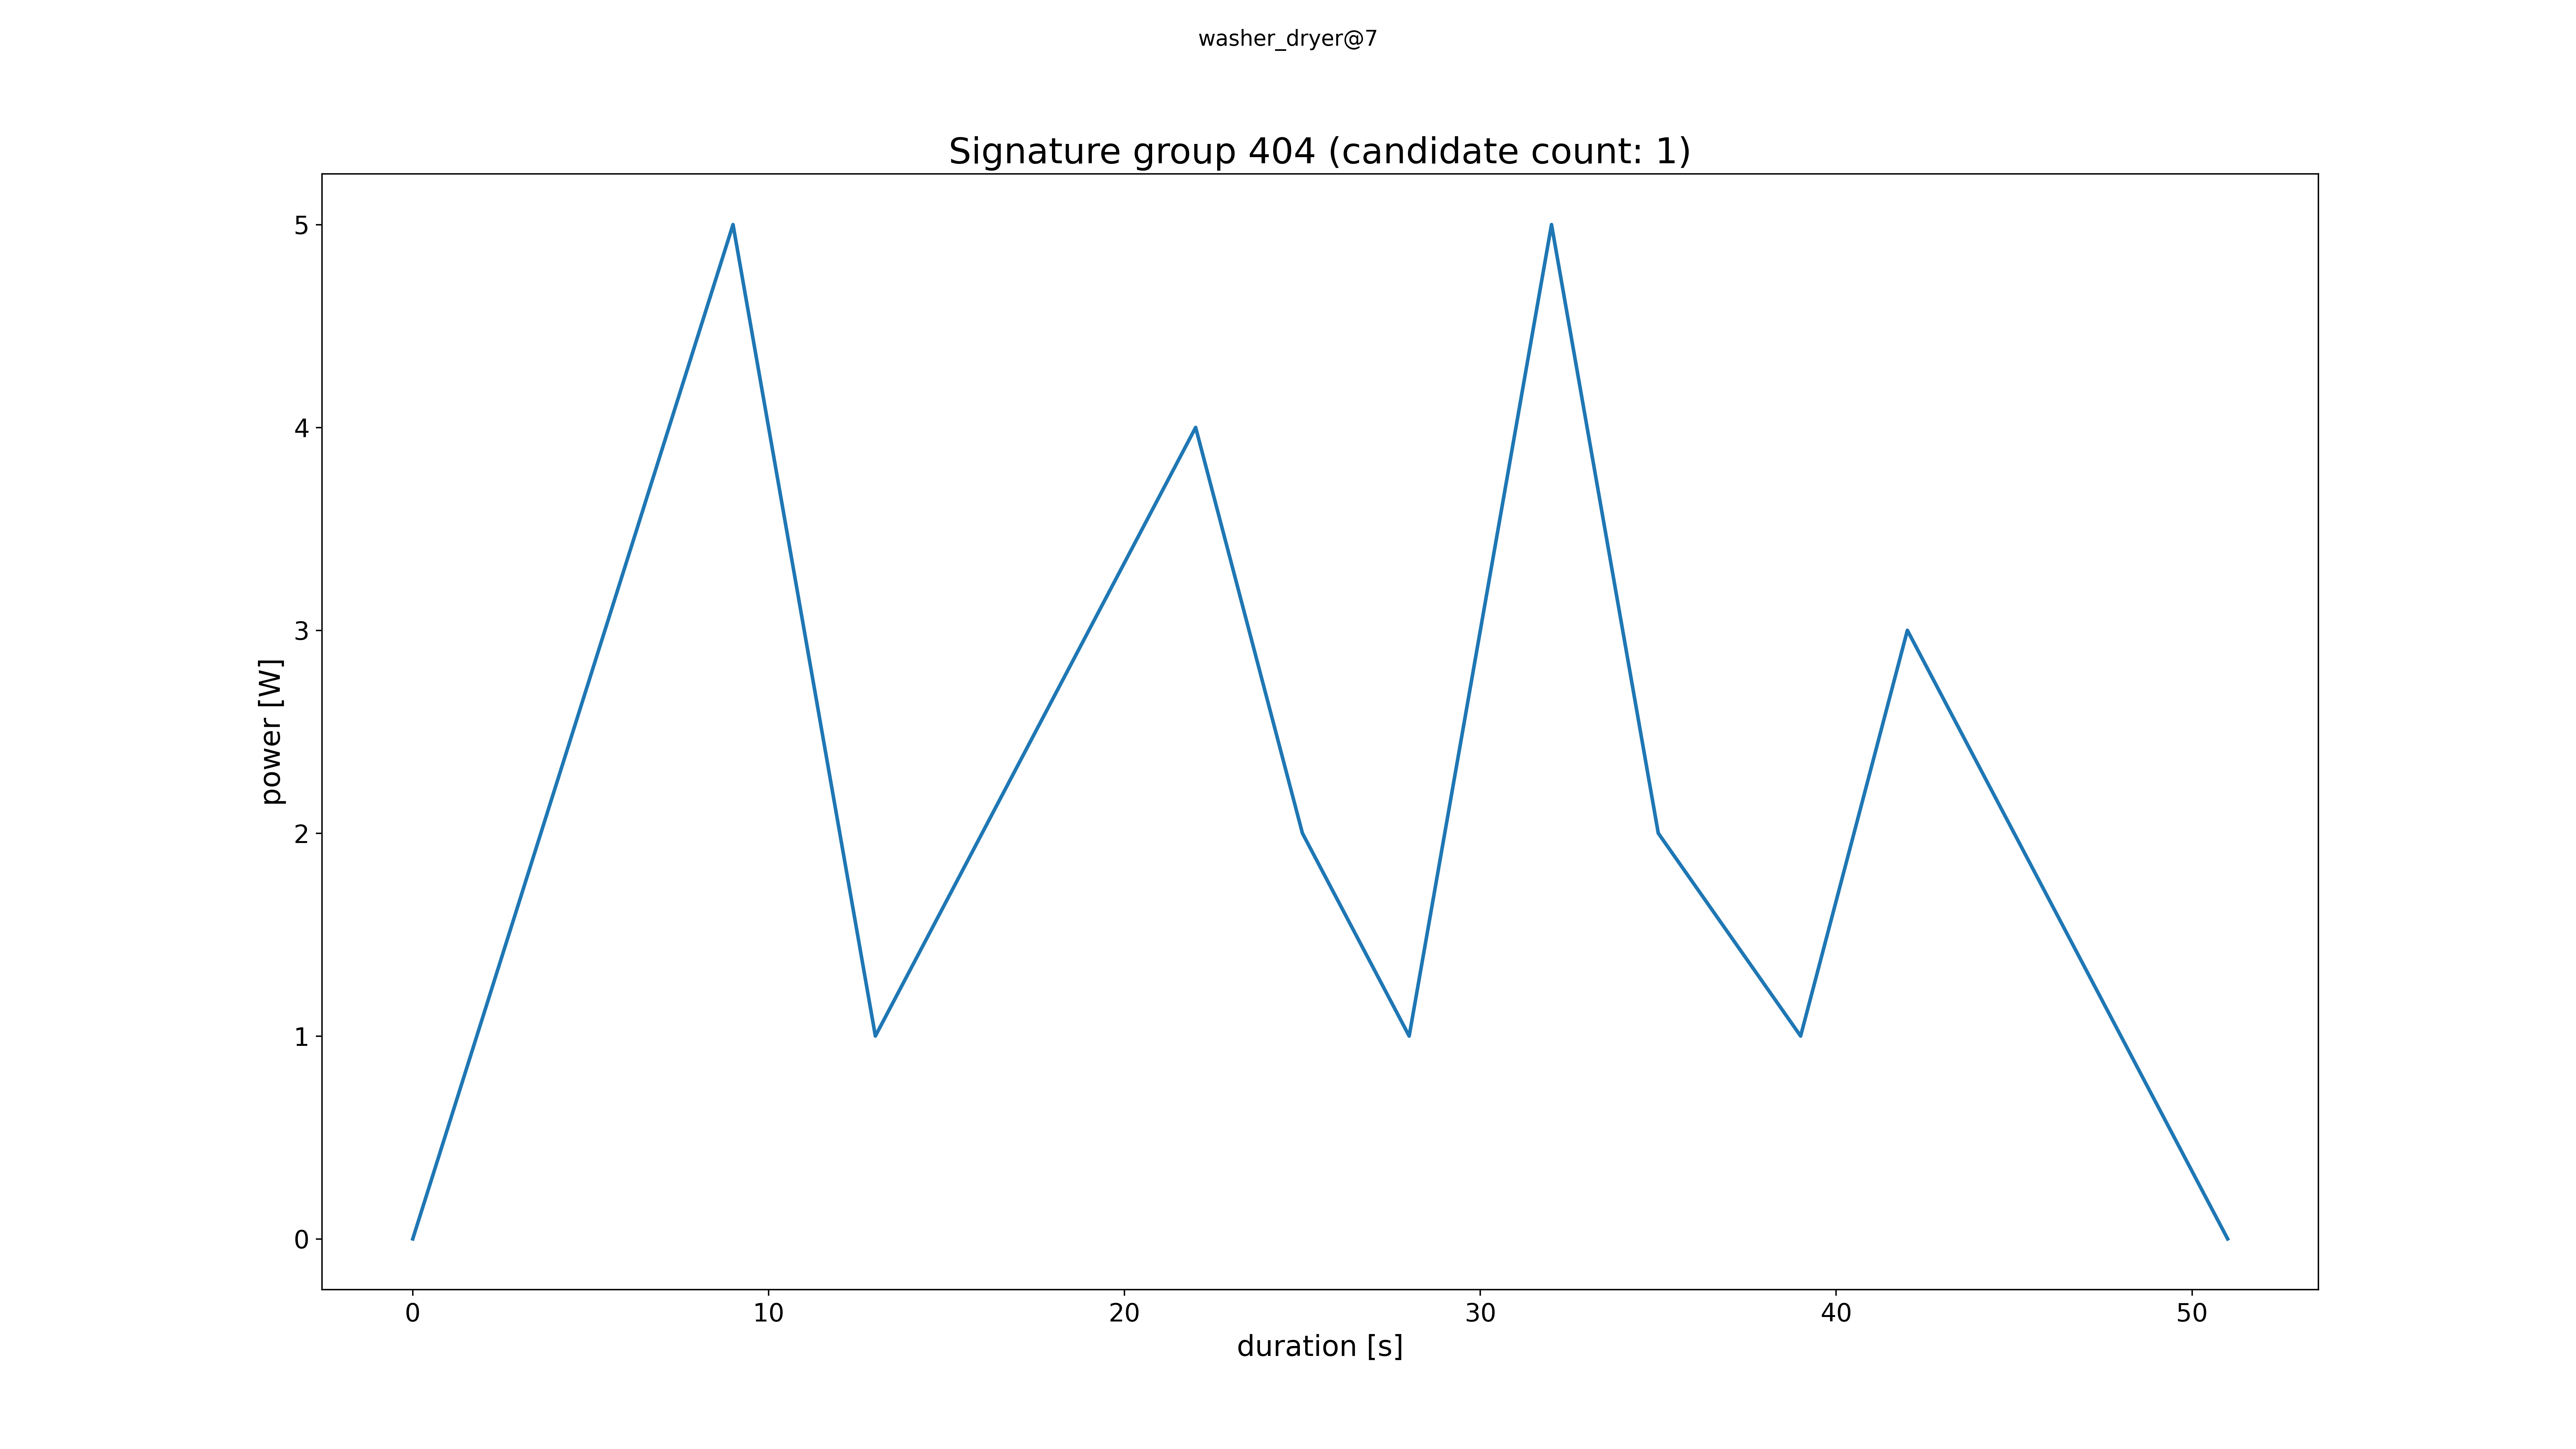 washer_dryer@7
Signature group 404 (candidate count: 1)
5
4
3
2
1
0
power [W]
0 10 20 30 40 50
duration [s]